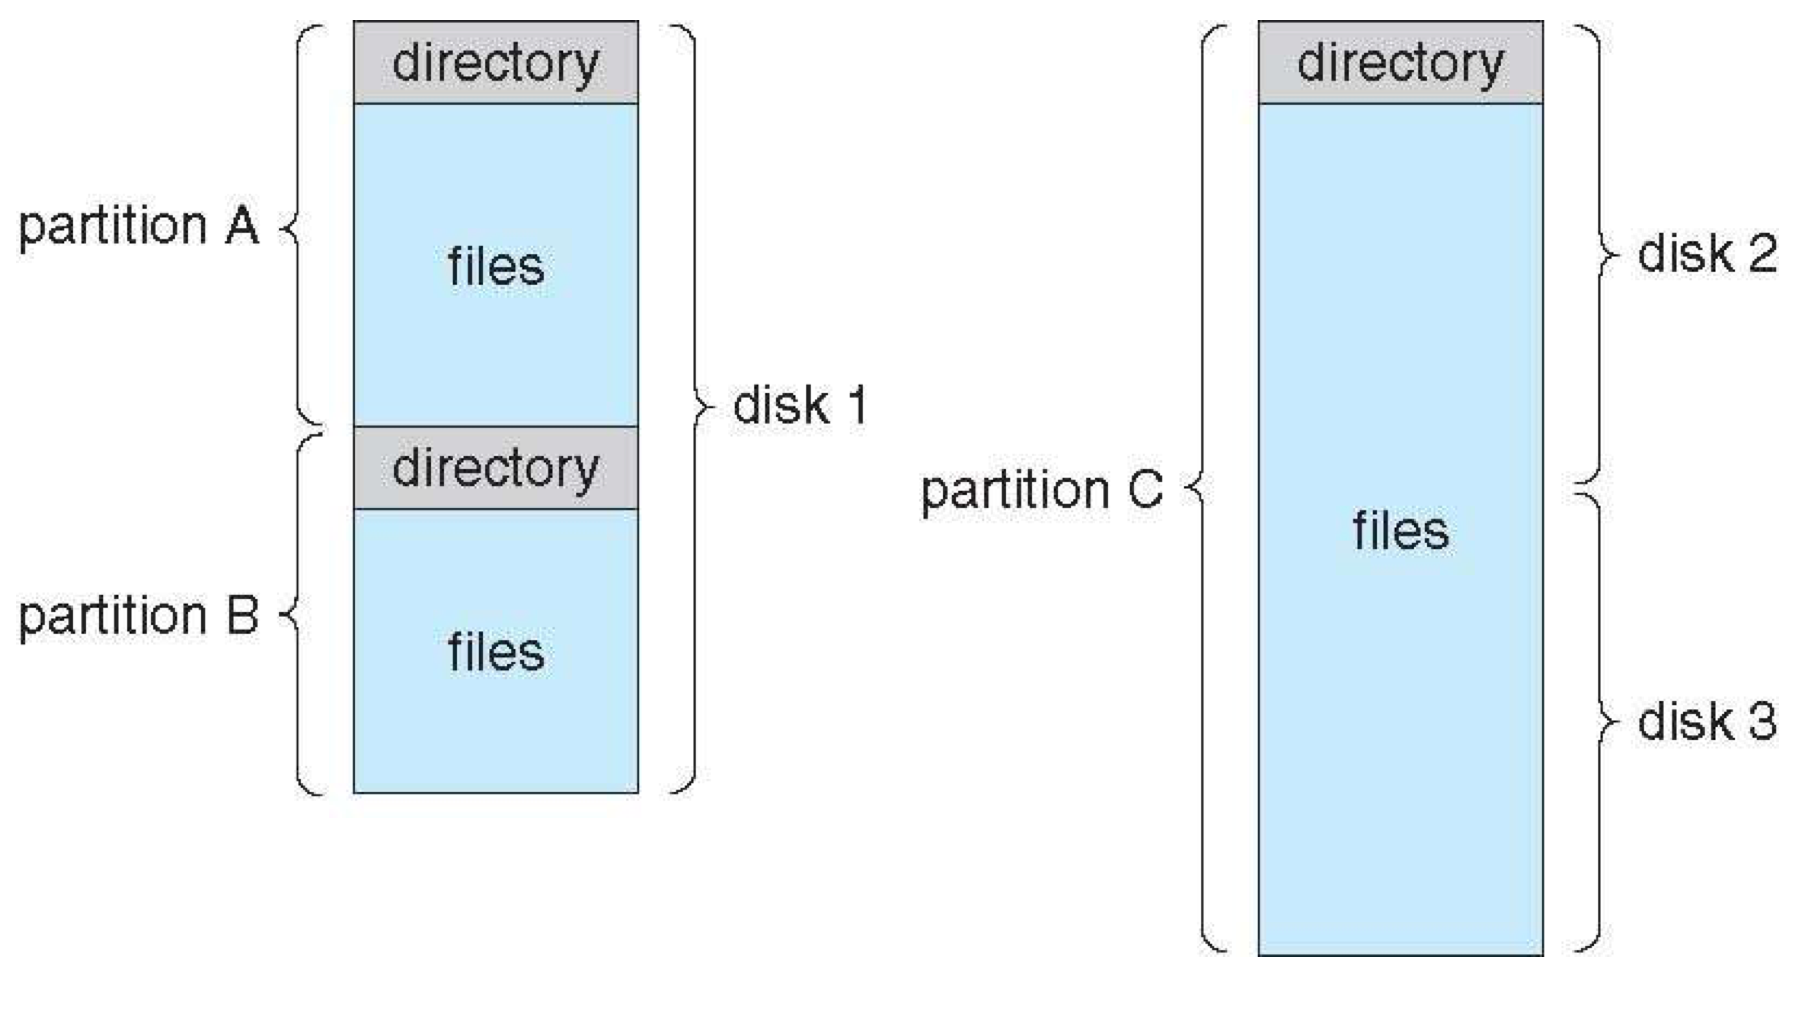 directory
partition A
files
directory
disk 1
partition B
files
directory
disk 2
partition C
files
disk 3